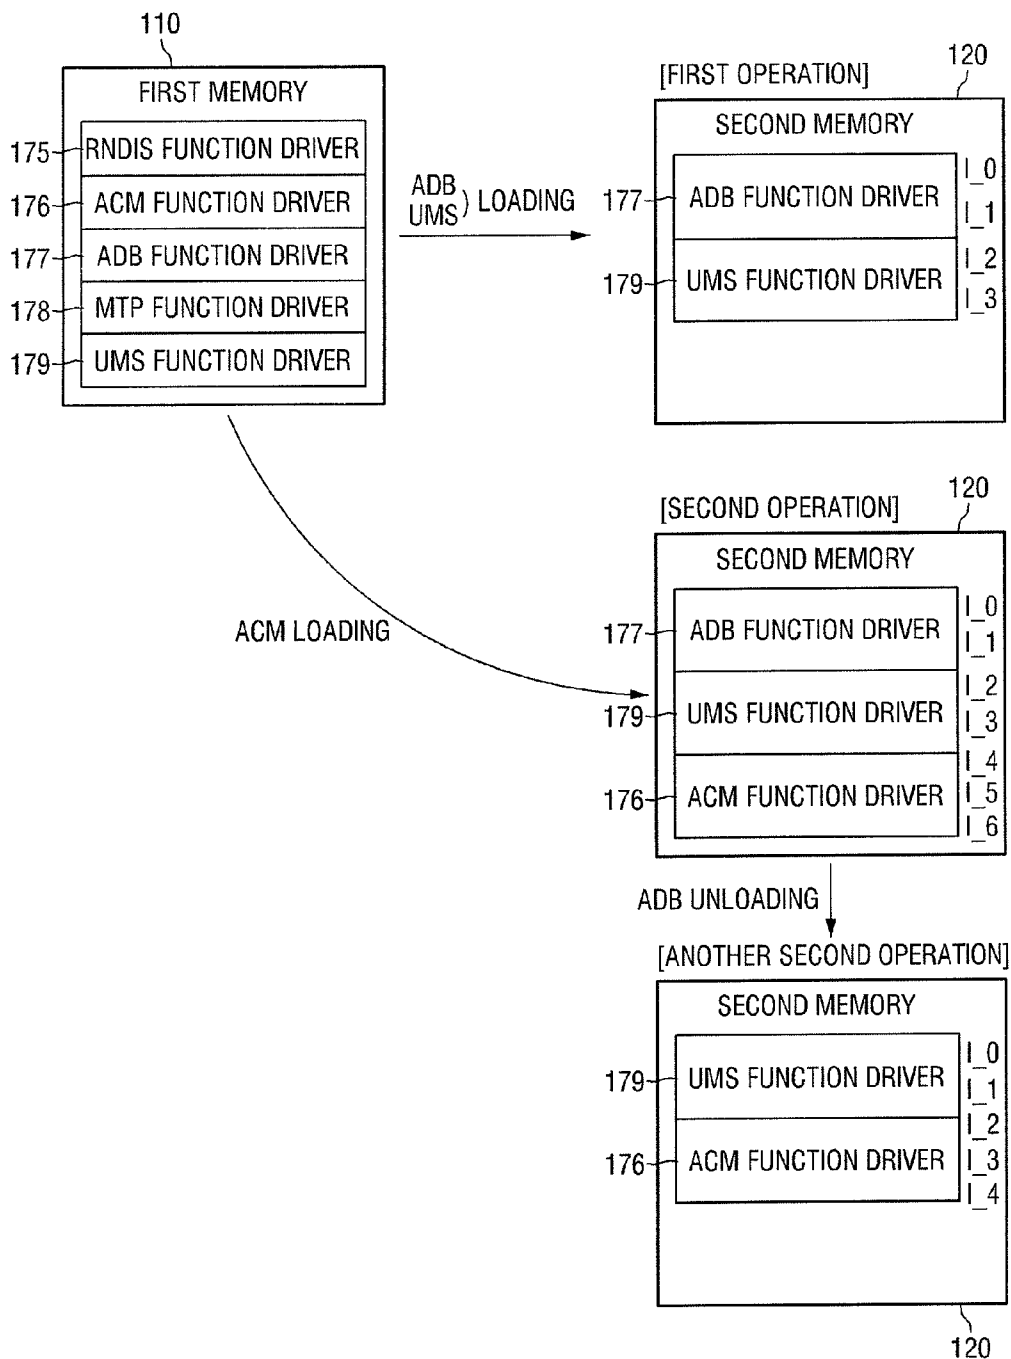 110
FIRST MEMORY
175
RNDIS FUNCTION DRIVER
176
ACM FUNCTION DRIVER
177
ADB FUNCTION DRIVER
178
MTP FUNCTION DRIVER
179
UMS FUNCTION DRIVER
ADB
UMS
) LOADING
[FIRST OPERATION]
120
SECOND MEMORY
177
ADB FUNCTION DRIVER
I_0
I_1
179
UMS FUNCTION DRIVER
I_2
I_3
ACM LOADING
[SECOND OPERATION]
120
SECOND MEMORY
177
ADB FUNCTION DRIVER
I_0
I_1
179
UMS FUNCTION DRIVER
I_2
I_3
176
ACM FUNCTION DRIVER
I_4
I_5
I_6
ADB UNLOADING
[ANOTHER SECOND OPERATION]
SECOND MEMORY
179
UMS FUNCTION DRIVER
I_0
I_1
176
ACM FUNCTION DRIVER
I_2
I_3
I_4
120